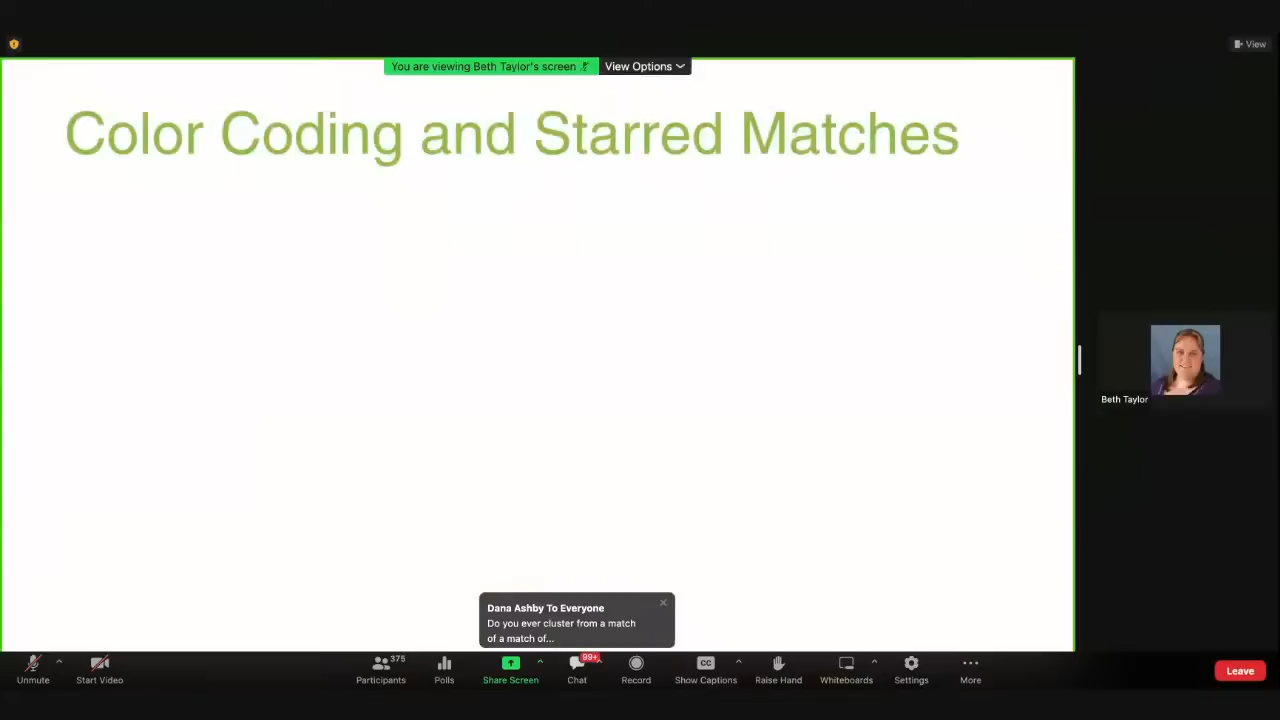 View
You are viewing Beth Taylor's screen
View Options
Color Coding and Starred Matches
Beth Taylor
Dana Ashby To Everyone
Do you ever cluster from a match
of a match of...
375
99+
CC
Unmute
Start Video
Participants
Polls
Share Screen
Chat
Record
Show Captions
Raise Hand
Whiteboards
Settings
More
Leave